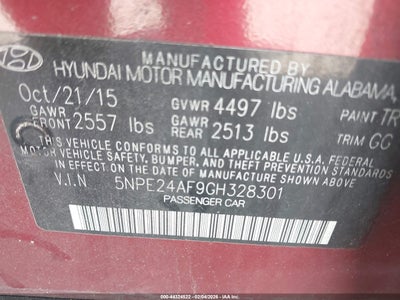 MANUFACTURED BY
HYUNDAI MOTOR MANUFACTURING ALABAMA,
Oct/21/15 GVWR 4497 lbs PAINT TR
GAWR FRONT 2557 lbs GAWR REAR 2513 lbs TRIM GC
THIS VEHICLE CONFORMS TO ALL APPLICABLE U.S.A. FEDERAL
VEHICLE SAFETY, BUMPER, AND THEFT PREVENTION STANDARDS
IN EFFECT ON THE DATE OF MANUFACTURE SHOWN ABOVE.
V.I.N 5NPE24AF9GH328301
PASSENGER CAR